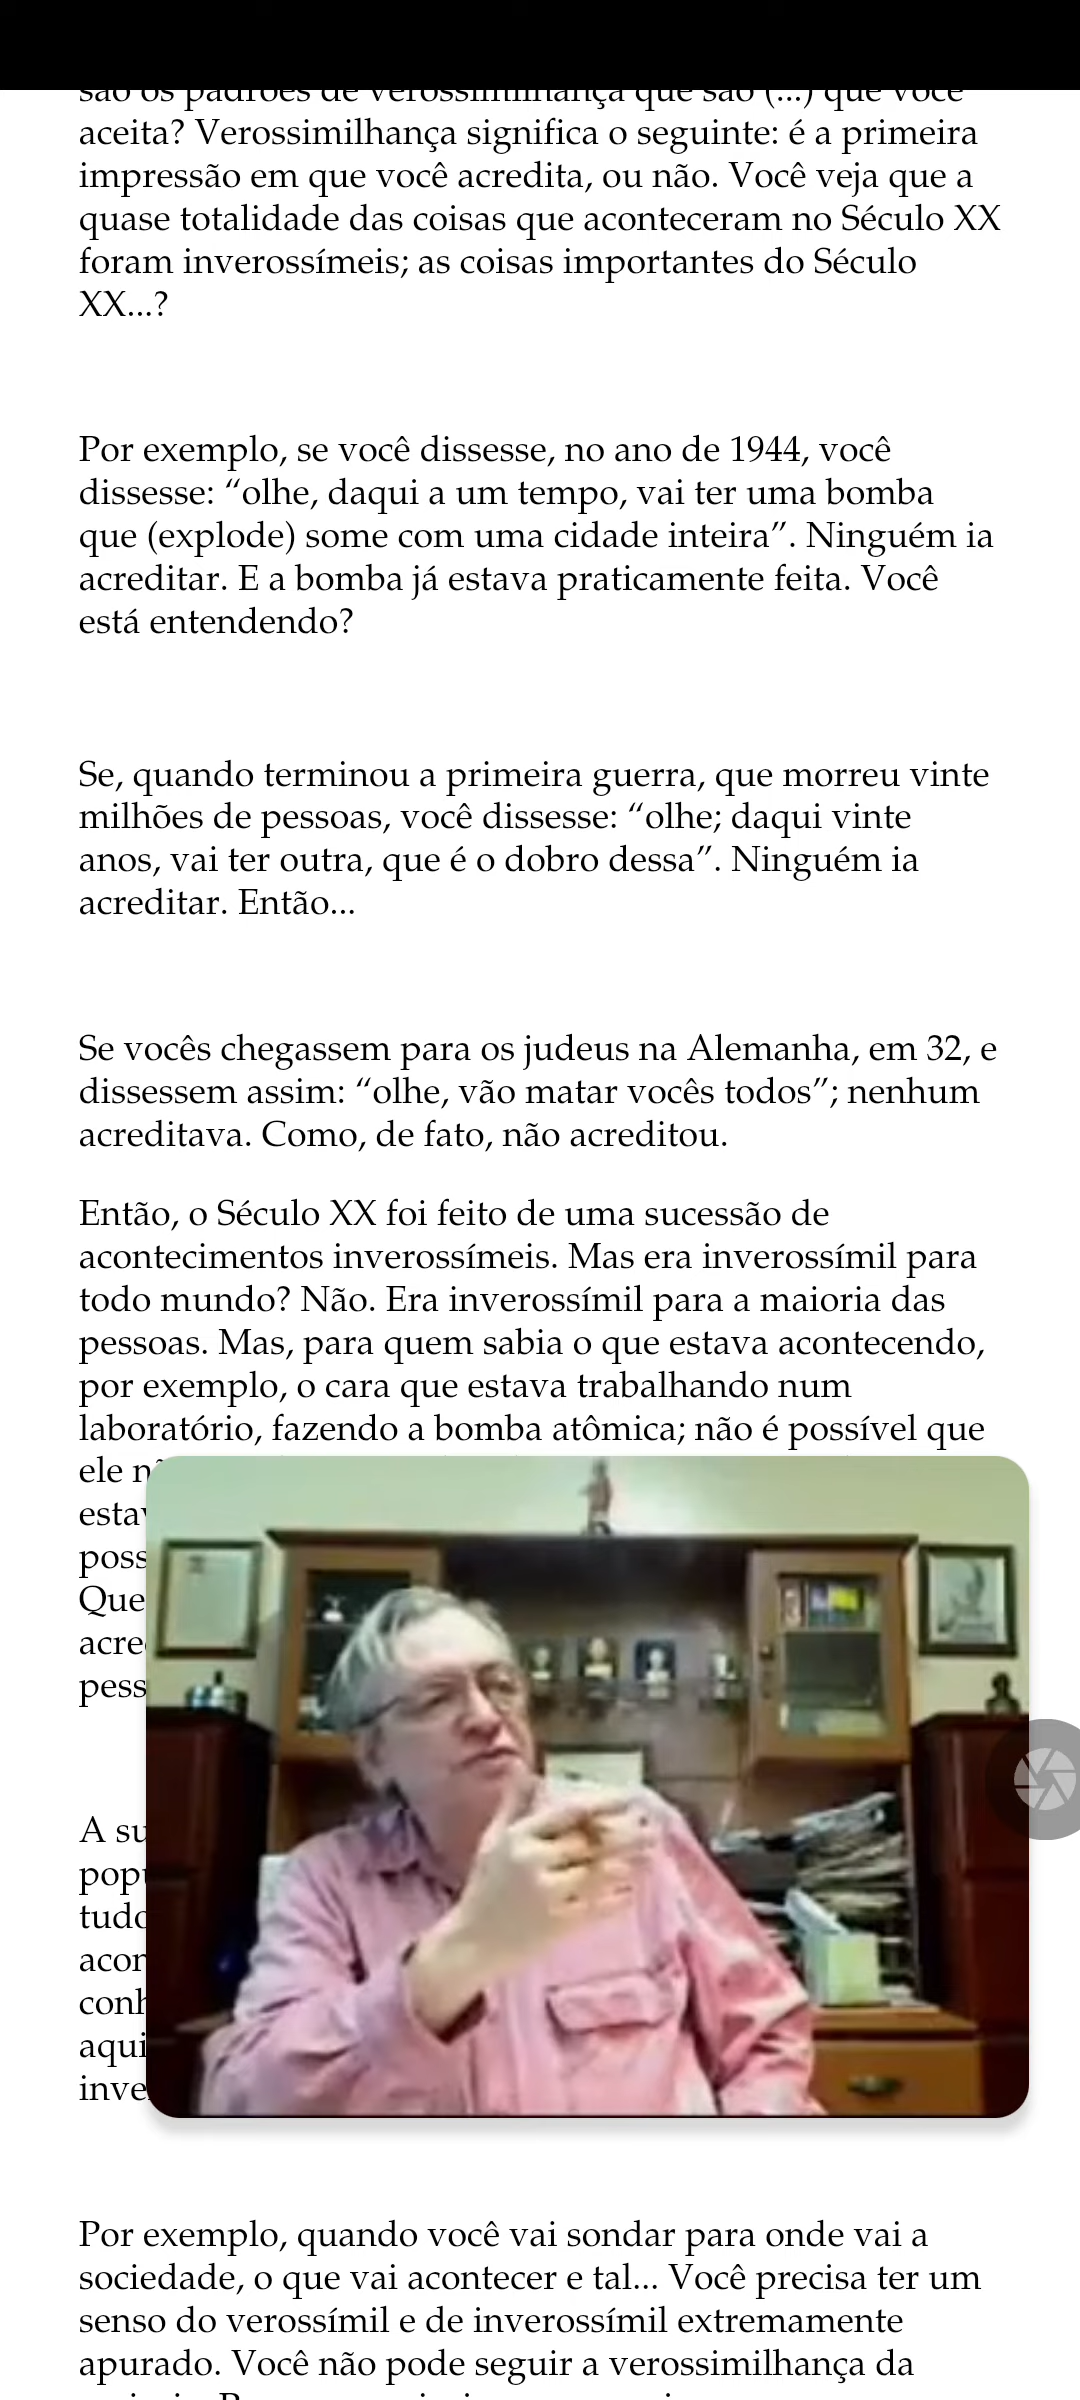 são os padrões de verossimilhança que são (...) que você
aceita? Verossimilhança significa o seguinte: é a primeira
impressão em que você acredita, ou não. Você veja que a
quase totalidade das coisas que aconteceram no Século XX
foram inverossímeis; as coisas importantes do Século
XX...?
Por exemplo, se você dissesse, no ano de 1944, você
dissesse: “olhe, daqui a um tempo, vai ter uma bomba
que (explode) some com uma cidade inteira”. Ninguém ia
acreditar. E a bomba já estava praticamente feita. Você
está entendendo?
Se, quando terminou a primeira guerra, que morreu vinte
milhões de pessoas, você dissesse: “olhe; daqui vinte
anos, vai ter outra, que é o dobro dessa”. Ninguém ia
acreditar. Então...
Se vocês chegassem para os judeus na Alemanha, em 32, e
dissessem assim: “olhe, vão matar vocês todos”; nenhum
acreditava. Como, de fato, não acreditou.
Então, o Século XX foi feito de uma sucessão de
acontecimentos inverossímeis. Mas era inverossímil para
todo mundo? Não. Era inverossímil para a maioria das
pessoas. Mas, para quem sabia o que estava acontecendo,
por exemplo, o cara que estava trabalhando num
laboratório, fazendo a bomba atômica; não é possível que
ele
A
Por exemplo, quando você vai sondar para onde vai a
sociedade, o que vai acontecer e tal... Você precisa ter um
senso do verossímil e de inverossímil extremamente
apurado. Você não pode seguir a verossimilhança da